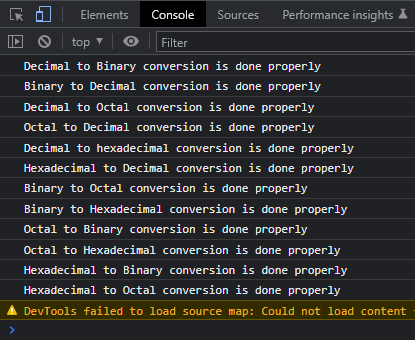 Elements Console Sources Performance insights
top Filter
Decimal to Binary conversion is done properly
Binary to Decimal conversion is done properly
Decimal to Octal conversion is done properly
Octal to Decimal conversion is done properly
Decimal to hexadecimal conversion is done properly
Hexadecimal to Decimal conversion is done properly
Binary to Octal conversion is done properly
Binary to Hexadecimal conversion is done properly
Octal to Binary conversion is done properly
Octal to Hexadecimal conversion is done properly
Hexadecimal to Binary conversion is done properly
Hexadecimal to Octal conversion is done properly
DevTools failed to load source map: Could not load content